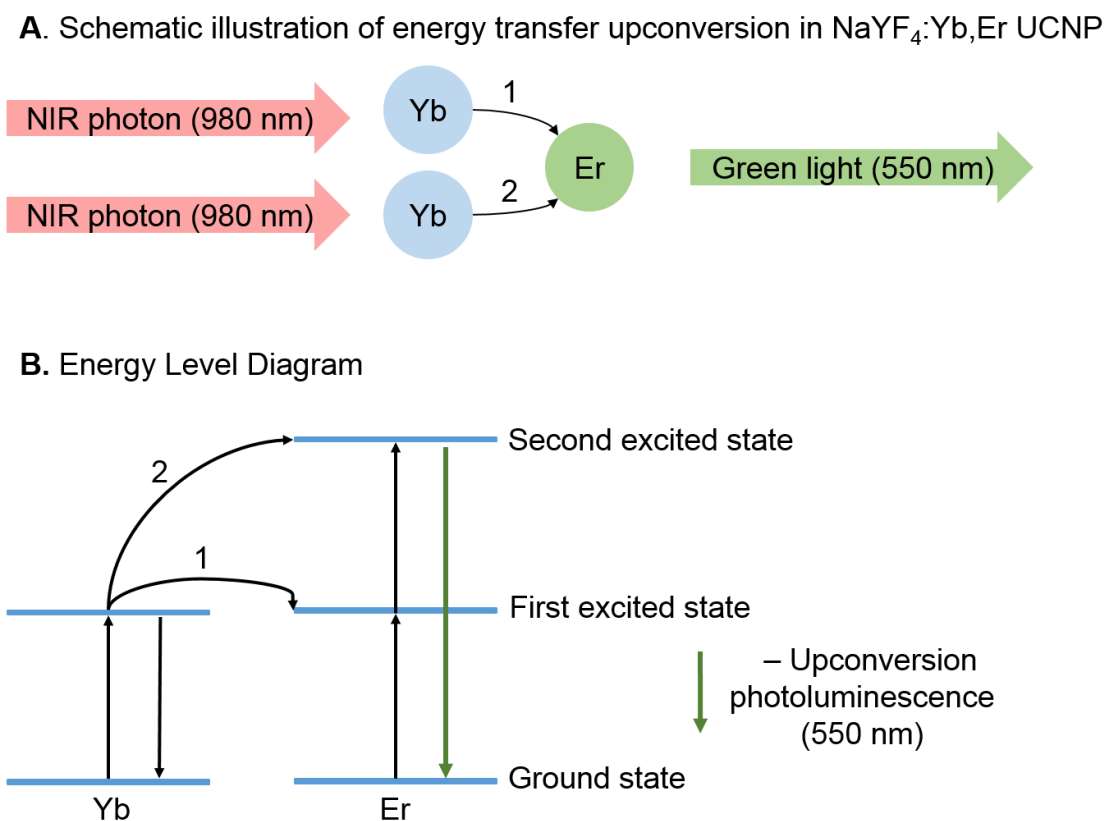 A. Schematic illustration of energy transfer upconversion in NaYF₄:Yb,Er UCNP
NIR photon (980 nm)
Yb
1
Er
Green light (550 nm)
NIR photon (980 nm)
Yb
2
B. Energy Level Diagram
Second excited state
2
1
First excited state
– Upconversion
photoluminescence
(550 nm)
Ground state
Yb
Er